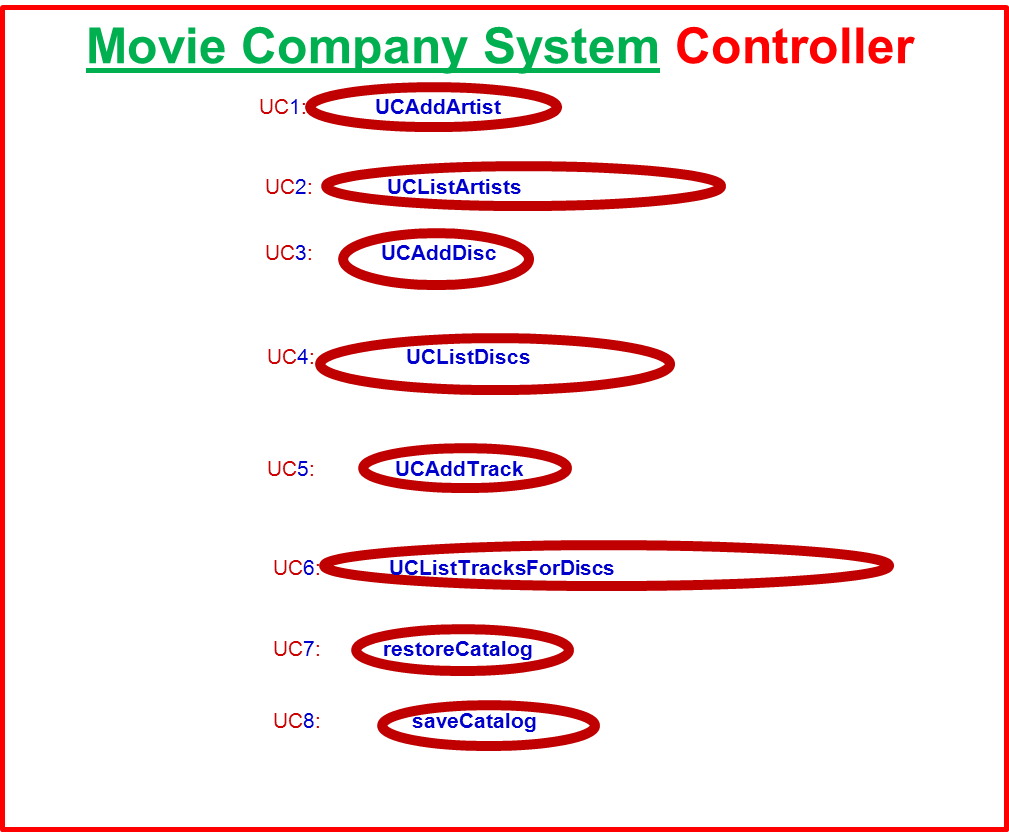 Movie Company System Controller
UC1: UCAddArtist
UC2: UCListArtists
UC3: UCAddDisc
UC4: UCListDiscs
UC5: UCAddTrack
UC6: UCListTracksForDiscs
UC7: restoreCatalog
UC8: saveCatalog